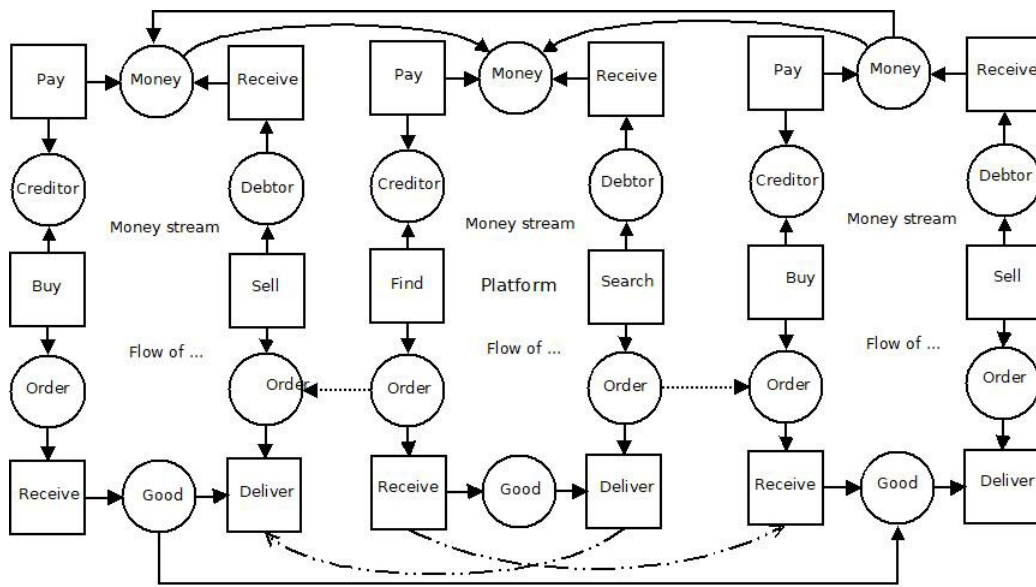 Pay
Money
Receive
Pay
Money
Receive
Pay
Money
Receive
Creditor
Debtor
Creditor
Debtor
Creditor
Debtor
Money stream
Money stream
Money stream
Buy
Sell
Find
Platform
Search
Buy
Sell
Flow of ...
Flow of ...
Flow of ...
Order
Order
Order
Order
Order
Order
Receive
Good
Deliver
Receive
Good
Deliver
Receive
Good
Deliver